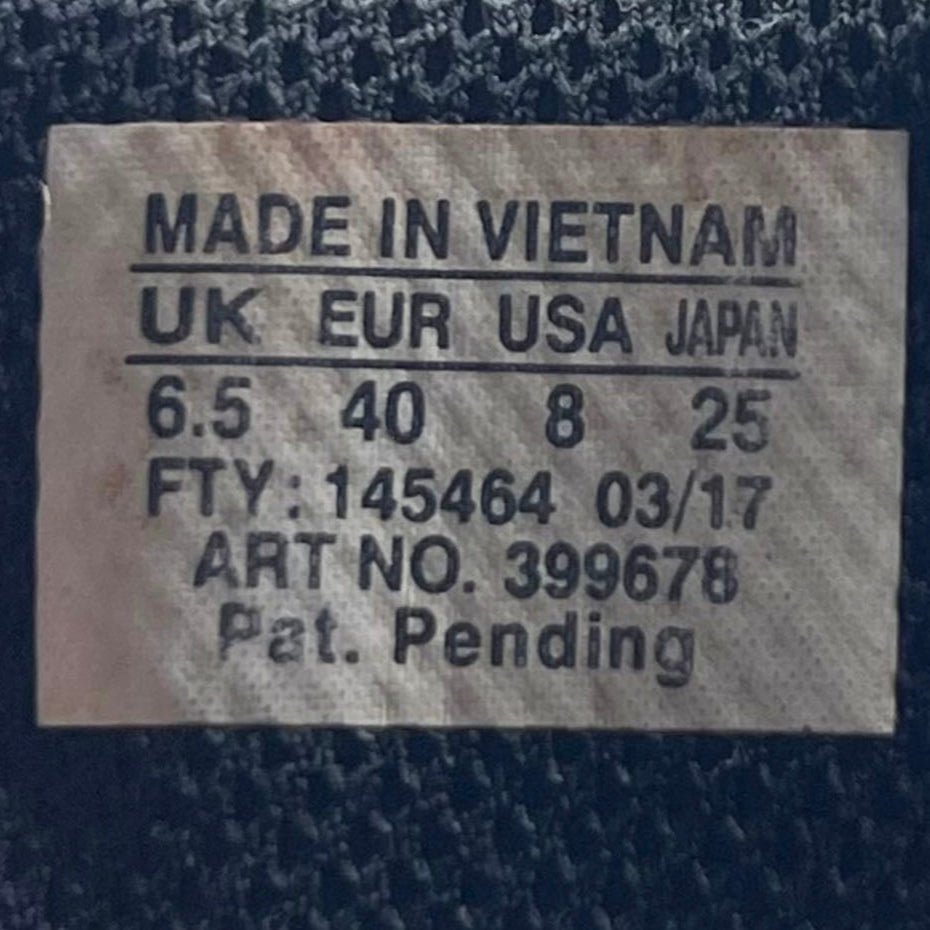 MADE IN VIETNAM
UK EUR USA JAPAN
6.5 40 8 25
FTY: 145464 03/17
ART NO. 399678
Pat. Pending